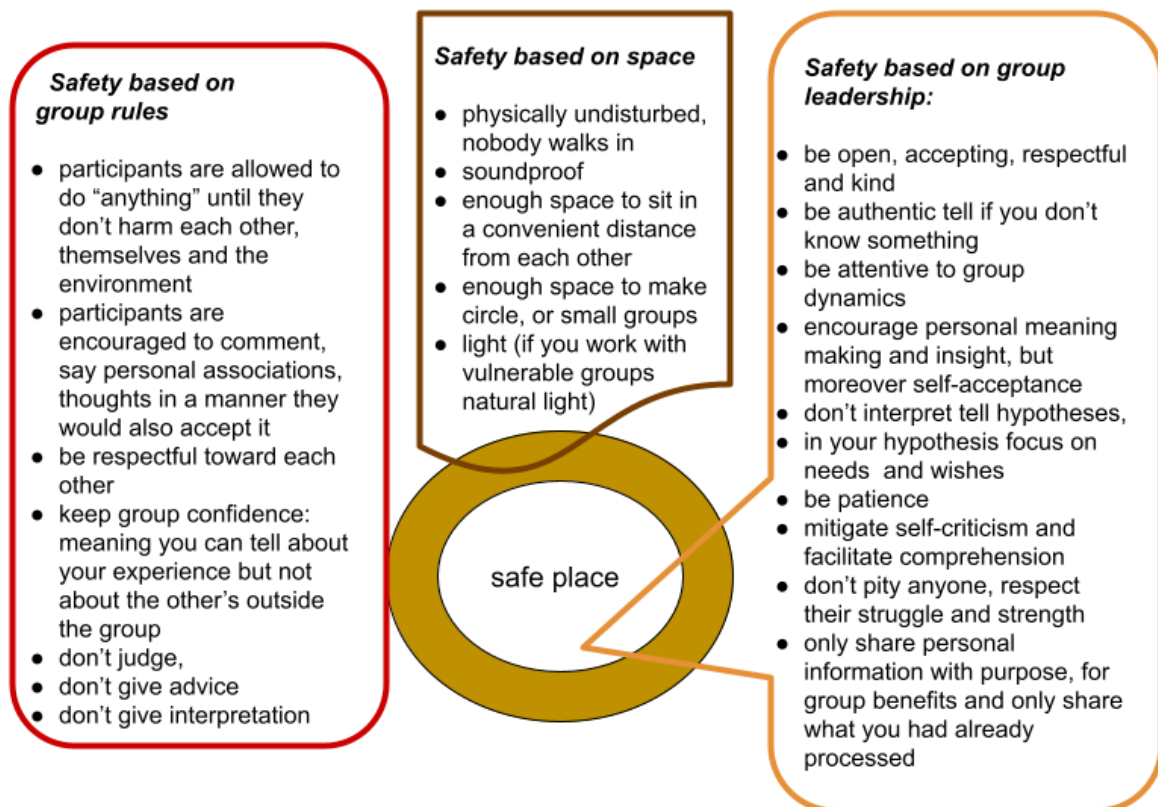 Safety based on
group rules
● participants are allowed to
do “anything” until they
don’t harm each other,
themselves and the
environment
● participants are
encouraged to comment,
say personal associations,
thoughts in a manner they
would also accept it
● be respectful toward each
other
● keep group confidence:
meaning you can tell about
your experience but not
about the other’s outside
the group
● don’t judge,
● don’t give advice
● don’t give interpretation
Safety based on space
● physically undisturbed,
nobody walks in
● soundproof
● enough space to sit in
a convenient distance
from each other
● enough space to make
circle, or small groups
● light (if you work with
vulnerable groups
natural light)
safe place
Safety based on group
leadership:
● be open, accepting, respectful
and kind
● be authentic tell if you don’t
know something
● be attentive to group
dynamics
● encourage personal meaning
making and insight, but
moreover self-acceptance
● don’t interpret tell hypotheses,
● in your hypothesis focus on
needs and wishes
● be patience
● mitigate self-criticism and
facilitate comprehension
● don’t pity anyone, respect
their struggle and strength
● only share personal
information with purpose, for
group benefits and only share
what you had already
processed